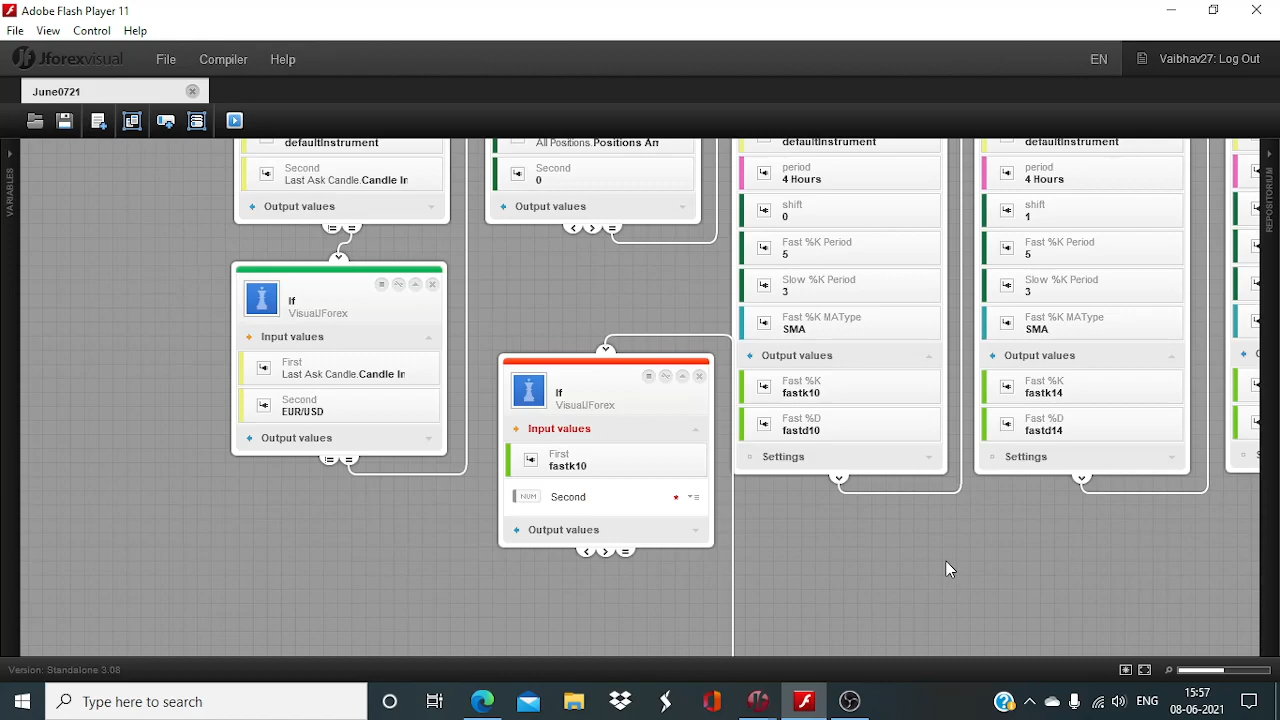 Adobe Flash Player 11
File View Control Help
Jforexvisual File Compiler Help EN Vaibhav27: Log Out
June0721
VARIABLES
REPOSITORIUM
defaultInstrument
Second
Last Ask Candle.Candle In
Output values
If
VisualJForex
Input values
First
Last Ask Candle.Candle In
Second
EUR/USD
Output values
All Positions.Positions Am
Second
0
Output values
If
VisualJForex
Input values
First
fastk10
NUM Second *
Output values
defaultInstrument
period
4 Hours
shift
0
Fast %K Period
5
Slow %K Period
3
Fast %K MAType
SMA
Output values
Fast %K
fastk10
Fast %D
fastd10
Settings
defaultInstrument
period
4 Hours
shift
1
Fast %K Period
5
Slow %K Period
3
Fast %K MAType
SMA
Output values
Fast %K
fastk14
Fast %D
fastd14
Settings
Version: Standalone 3.08
Type here to search
ENG
15:57
08-06-2021